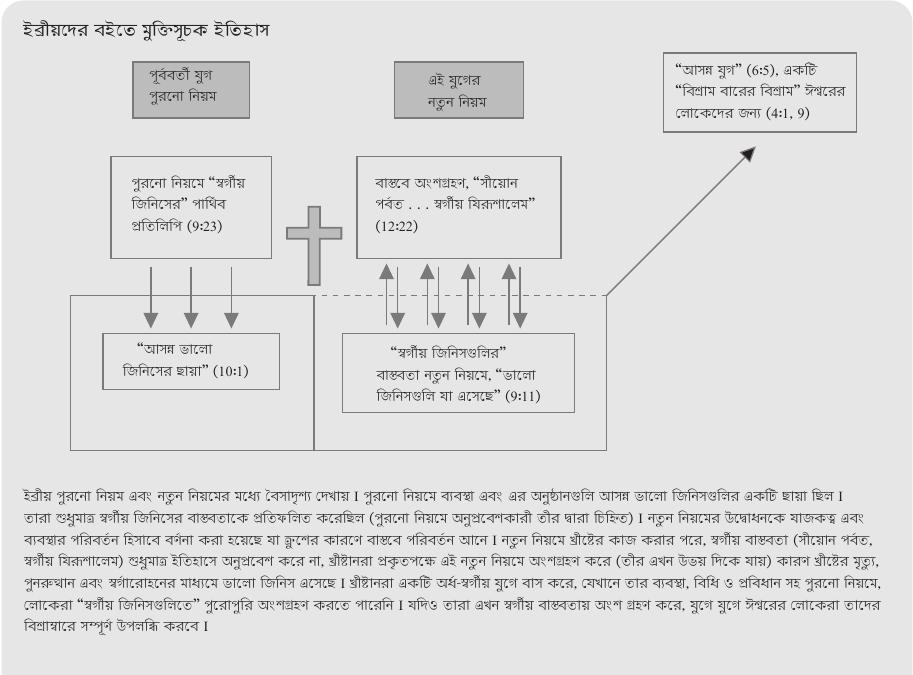 ইব্রীয়দের বইতে মুক্তিসূচক ইতিহাস
পূর্ববর্তী যুগ
পুরনো নিয়ম
এই যুগের
নতুন নিয়ম
“আসন্ন যুগ” (6:5), একটি
“বিশ্রাম বারের বিশ্রাম” ঈশ্বরের
লোকেদের জন্য (4:1, 9)
পুরনো নিয়মে “স্বর্গীয়
জিনিসের” পার্থিব
প্রতিলিপি (9:23)
বাস্তবে অংশগ্রহণ, “সীয়োন
পর্বত . . . স্বর্গীয় যিরূশালেম”
(12:22)
“আসন্ন ভালো
জিনিসের ছায়া” (10:1)
“স্বর্গীয় জিনিসগুলির”
বাস্তবতা নতুন নিয়মে, “ভালো
জিনিসগুলি যা এসেছে” (9:11)
ইব্রীয় পুরনো নিয়ম এবং নতুন নিয়মের মধ্যে বৈসাদৃশ্য দেখায় I পুরনো নিয়মে ব্যবস্থা এবং এর অনুষ্ঠানগুলি আসন্ন ভালো জিনিসগুলির একটি ছায়া ছিল I
তারা শুধুমাত্র স্বর্গীয় জিনিসের বাস্তবতাকে প্রতিফলিত করেছিল (পুরনো নিয়মে অনুপ্রবেশকারী তীর দ্বারা চিহ্নিত) I নতুন নিয়মের উদ্বোধনকে যাজকত্ব এবং
ব্যবস্থার পরিবর্তন হিসাবে বর্ণনা করা হয়েছে যা ক্রুশের কারণে বাস্তবে পরিবর্তন আনে I নতুন নিয়মে খ্রীষ্টের কাজ করার পরে, স্বর্গীয় বাস্তবতা (সীয়োন পর্বত,
স্বর্গীয় যিরূশালেম) শুধুমাত্র ইতিহাসে অনুপ্রবেশ করে না, খ্রীষ্টানরা প্রকৃতপক্ষে এই নতুন নিয়মে অংশগ্রহণ করে (তীর এখন উভয় দিকে যায়) কারণ খ্রীষ্টের মৃত্যু,
পুনরুত্থান এবং স্বর্গারোহনের মাধ্যমে ভালো জিনিস এসেছে I খ্রীষ্টানরা একটি অর্ধ-স্বর্গীয় যুগে বাস করে, যেখানে তার ব্যবস্থা, বিধি ও প্রবিধান সহ পুরনো নিয়মে,
লোকেরা “স্বর্গীয় জিনিসগুলিতে” পুরোপুরি অংশগ্রহণ করতে পারেনি I যদিও তারা এখন স্বর্গীয় বাস্তবতায় অংশ গ্রহণ করে, যুগে যুগে ঈশ্বরের লোকেরা তাদের
বিশ্রামবারে সম্পূর্ণ উপলব্ধি করবে I